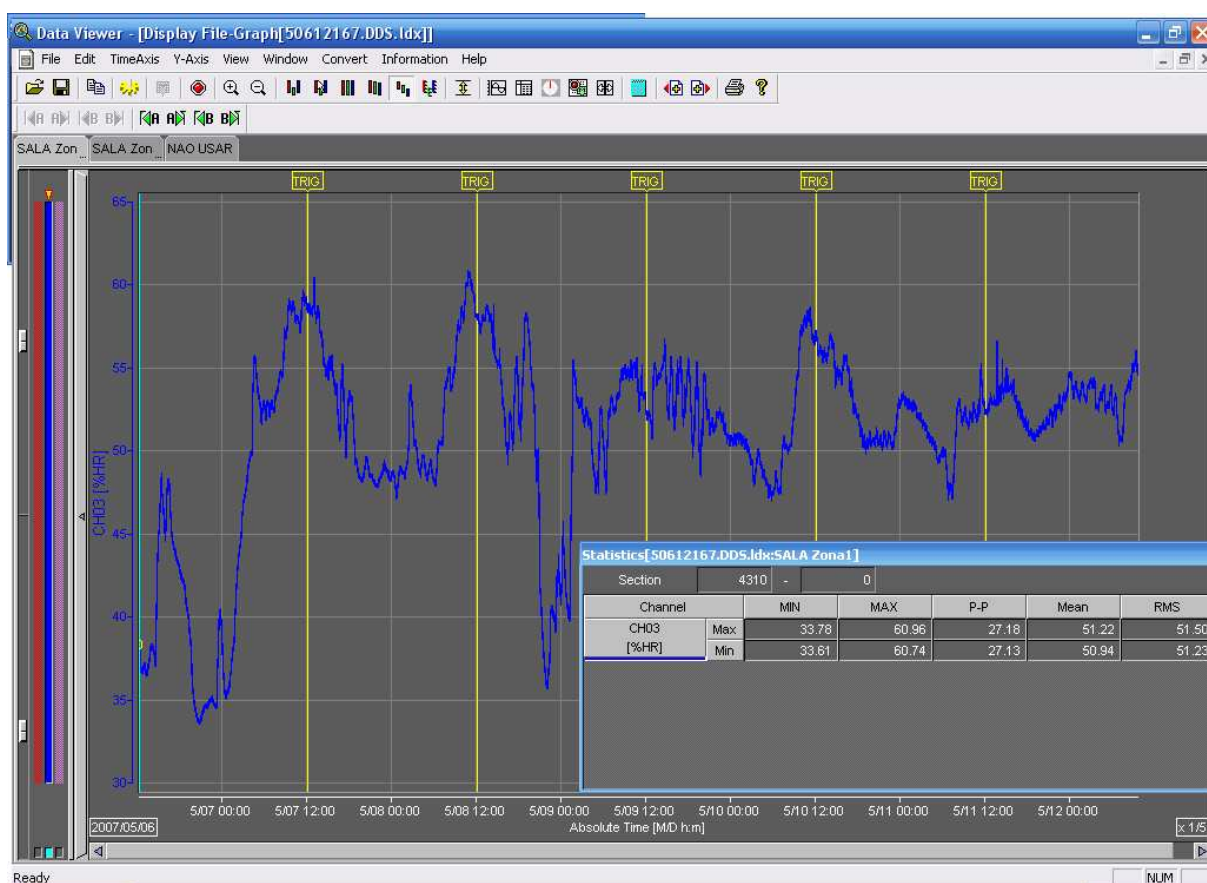 Data Viewer - [Display File-Graph[50612167.DDS.ldx]]
File Edit TimeAxis Y-Axis View Window Convert Information Help
A A B B A A B B
SALA Zon ... SALA Zon ... NAO USAR
TRIG TRIG TRIG TRIG TRIG
65
60
55
50
45
40
35
30
CH03 [%HR]
Statistics[50612167.DDS.ldx:SALA Zona1]
Section 4310 - 0
Channel MIN MAX P-P Mean RMS
CH03 Max 33.78 60.96 27.18 51.22 51.50
[%HR] Min 33.61 60.74 27.13 50.94 51.23
5/07 00:00 5/07 12:00 5/08 00:00 5/08 12:00 5/09 00:00 5/09 12:00 5/10 00:00 5/10 12:00 5/11 00:00 5/11 12:00 5/12 00:00
2007/05/06 Absolute Time [M/D h:m] x 1/5
Ready NUM